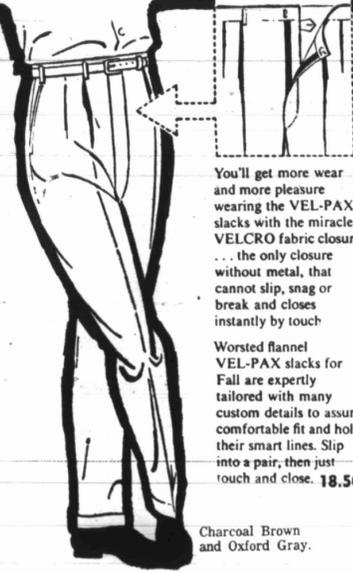 You'll get more wear
and more pleasure
wearing the VEL-PAX
slacks with the miracle
VELCRO fabric closur
. . . the only closure
without metal, that
cannot slip, snag or
break and closes
instantly by touch
Worsted flannel
VEL-PAX slacks for
Fall are expertly
tailored with many
custom details to assur
comfortable fit and hol
their smart lines. Slip
into a pair, then just
touch and close. 18.5
Charcoal Brown
and Oxford Gray.